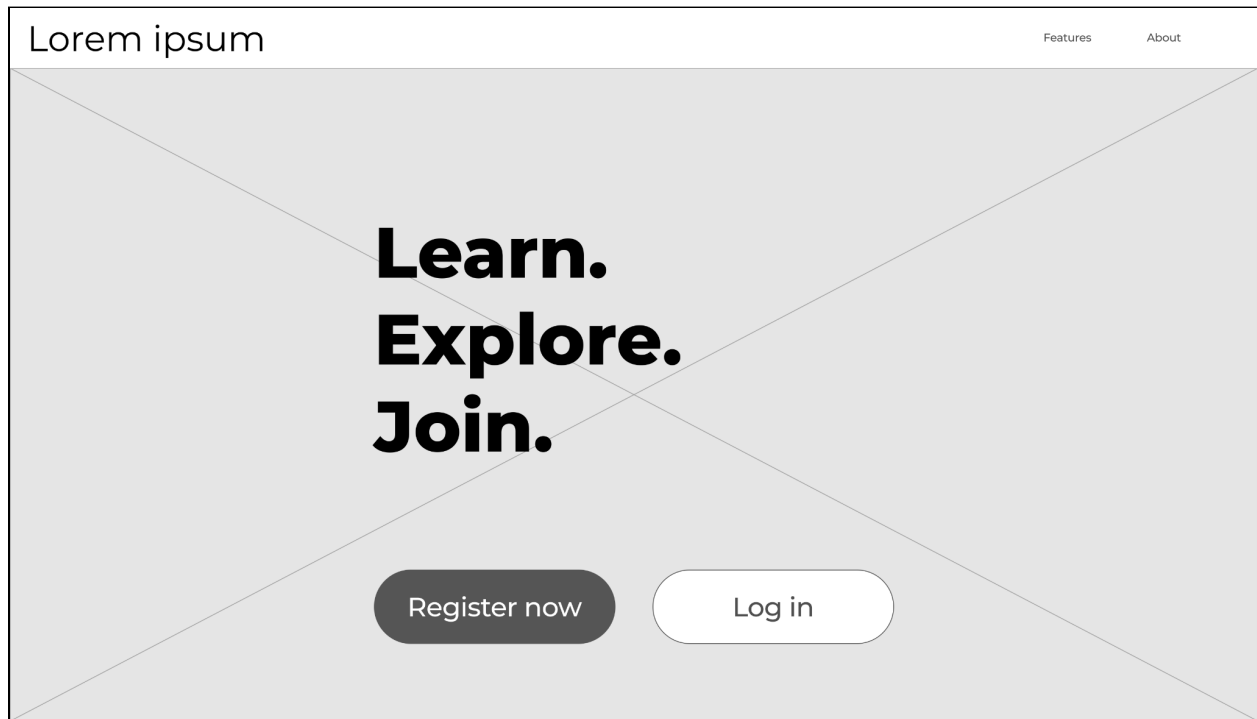 Lorem ipsum
Features
About
Learn.
Explore.
Join.
Register now
Log in